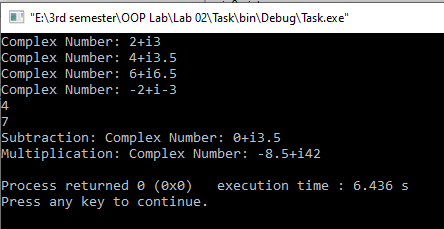 "E:\3rd semester\OOP Lab\Lab 02\Task\bin\Debug\Task.exe"
Complex Number: 2+i3
Complex Number: 4+i3.5
Complex Number: 6+i6.5
Complex Number: -2+i-3
4
7
Subtraction: Complex Number: 0+i3.5
Multiplication: Complex Number: -8.5+i42
Process returned 0 (0x0)   execution time : 6.436 s
Press any key to continue.